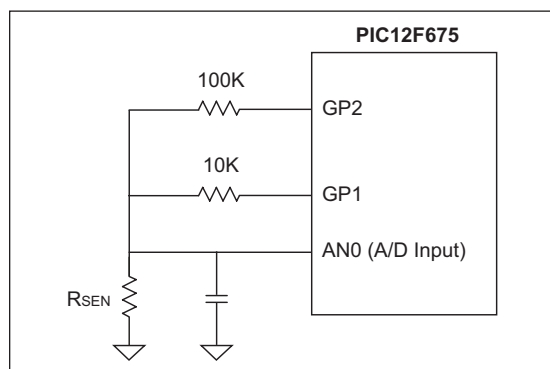 PIC12F675
100K
GP2
10K
GP1
AN0 (A/D Input)
RSEN